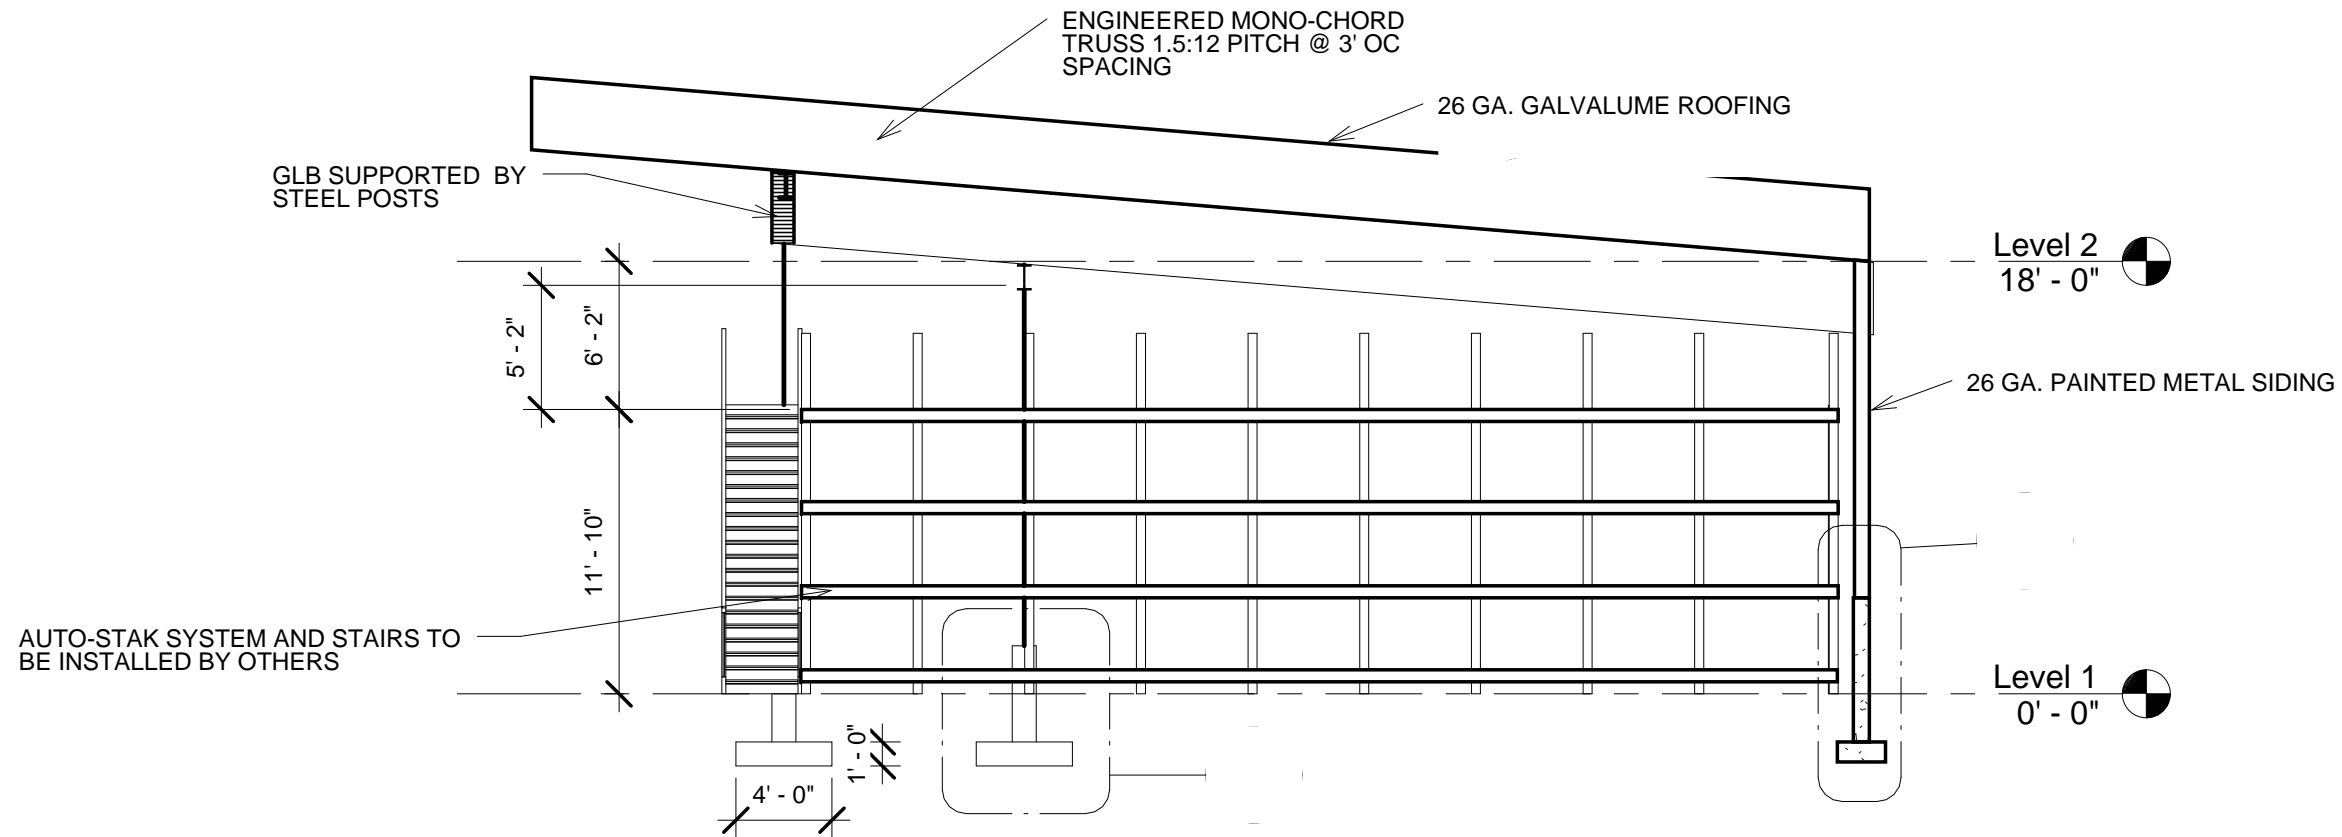 ENGINEERED MONO-CHORD
TRUSS 1.5:12 PITCH @ 3' OC
SPACING
26 GA. GALVALUME ROOFING
GLB SUPPORTED BY
STEEL POSTS
Level 2
18' - 0"
5' - 2"
6' - 2"
26 GA. PAINTED METAL SIDING
11' - 10"
AUTO-STAK SYSTEM AND STAIRS TO
BE INSTALLED BY OTHERS
Level 1
0' - 0"
1' - 0"
4' - 0"